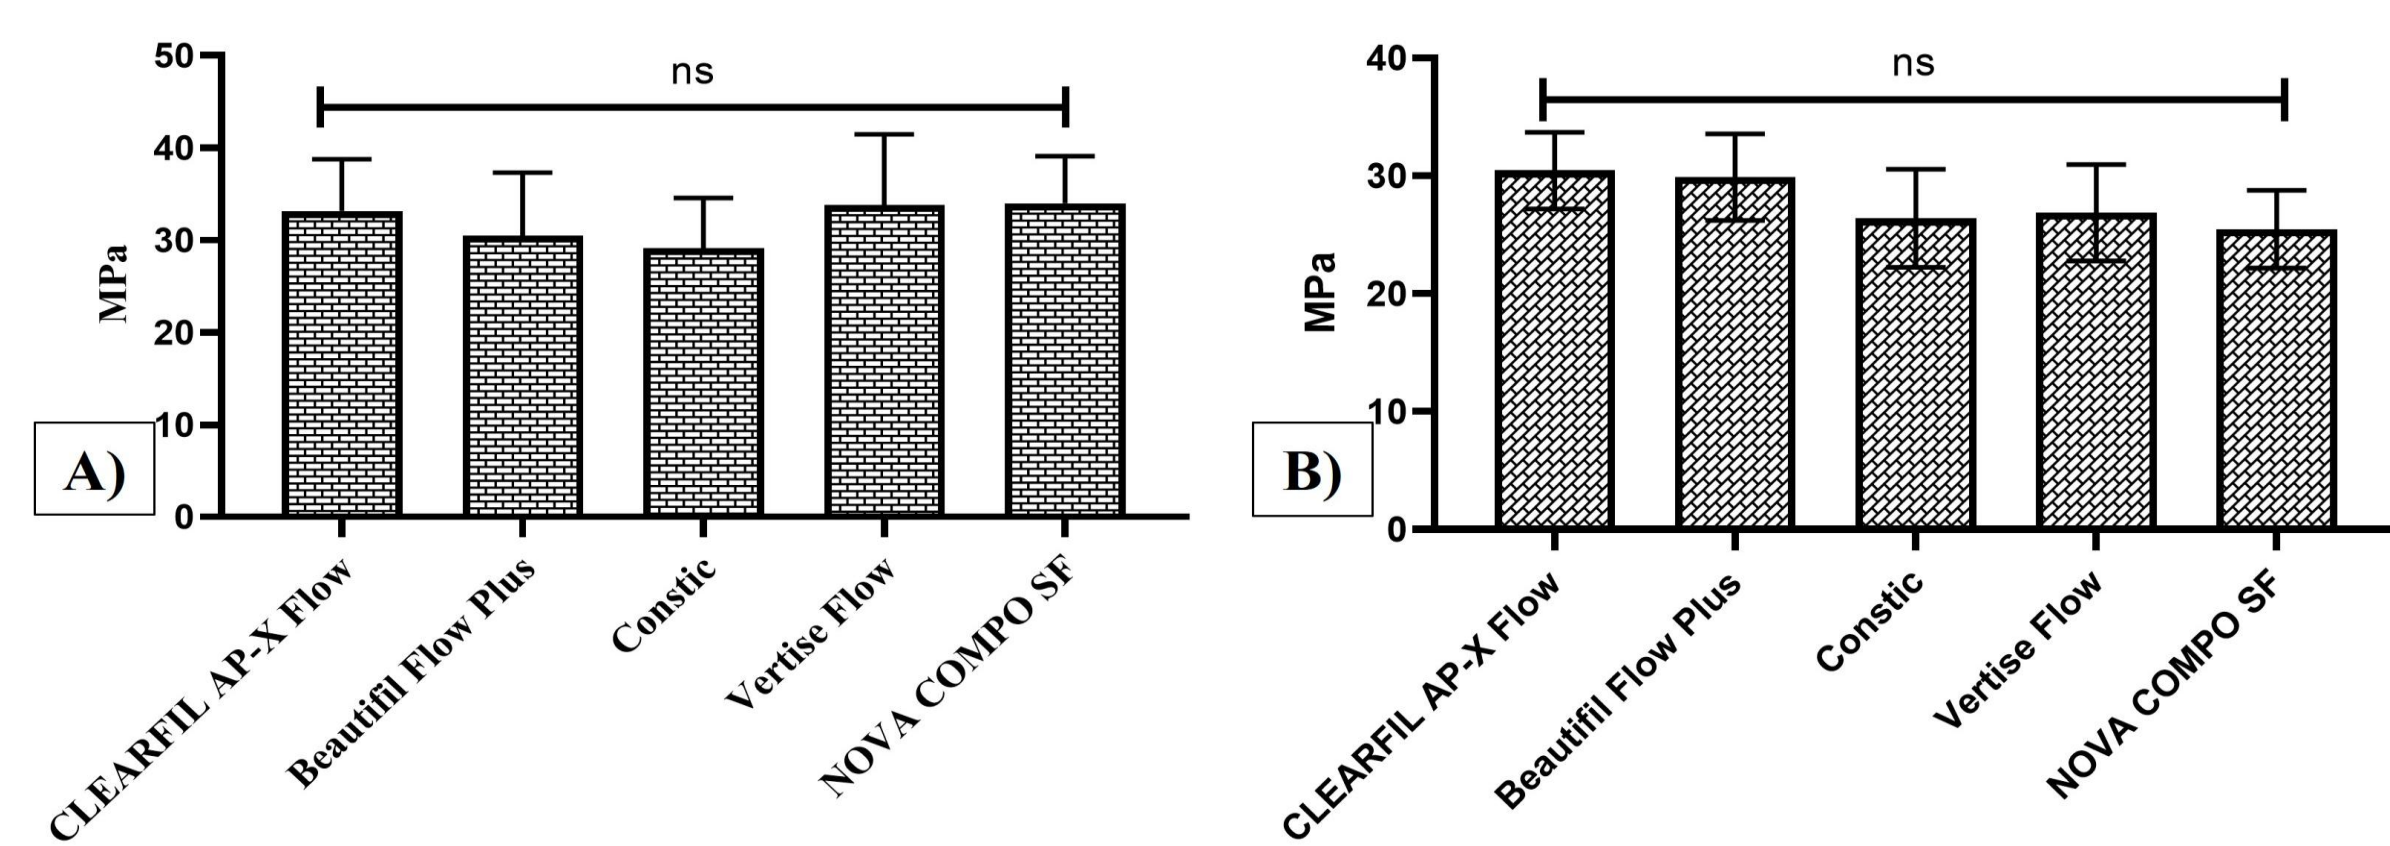 50
40
30
20
10
0
MPa
ns
A)
CLEARFIL AP-X Flow
Beautifil Flow Plus
Constic
Vertise Flow
NOVA COMPO SF
40
30
20
10
0
MPa
ns
B)
CLEARFIL AP-X Flow
Beautifil Flow Plus
Constic
Vertise Flow
NOVA COMPO SF